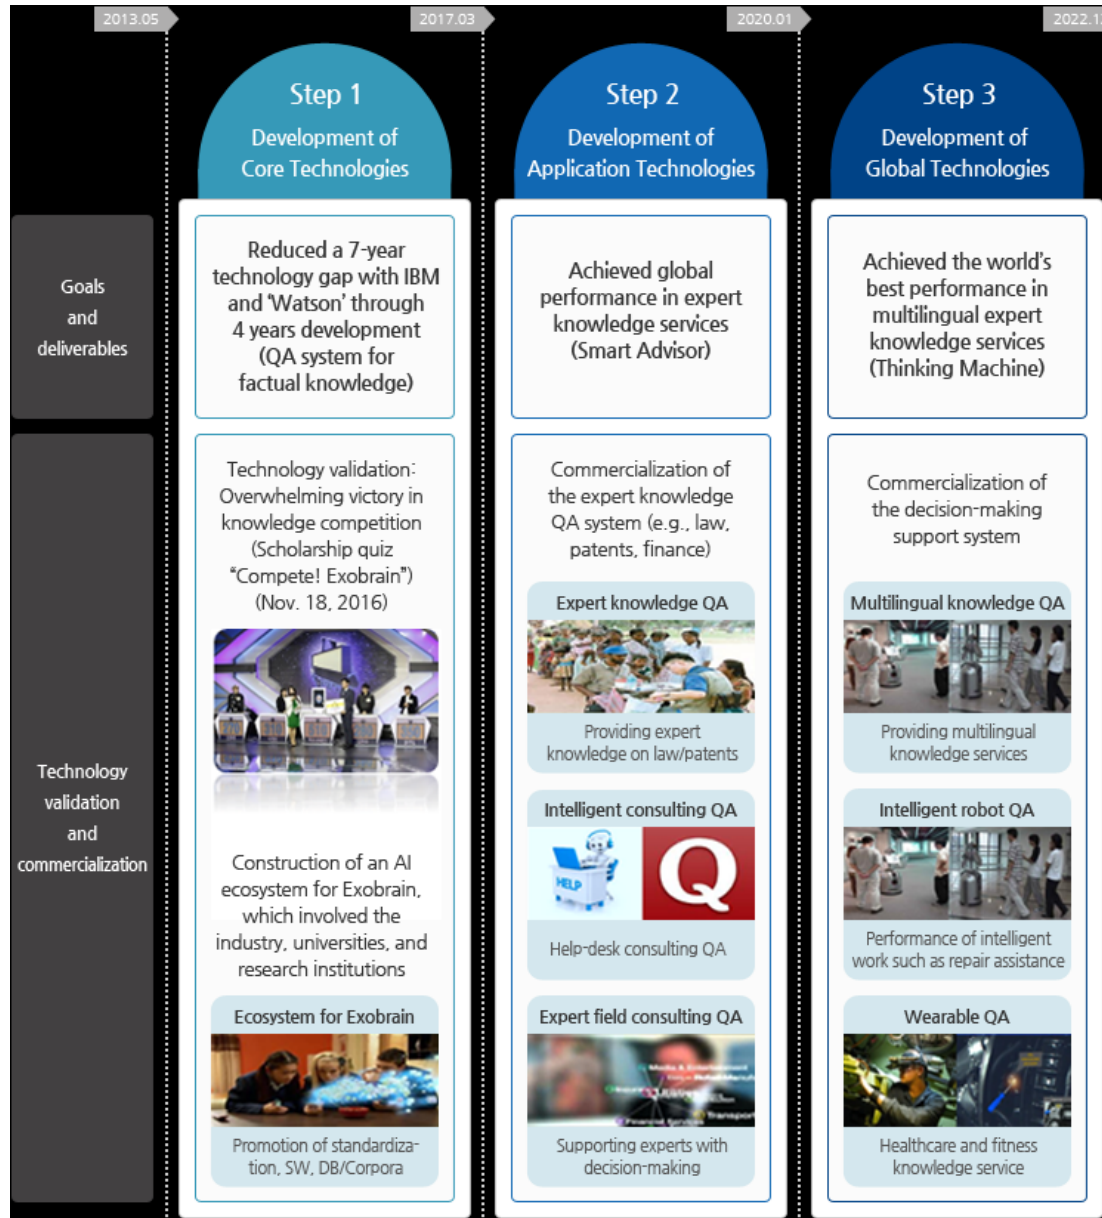 2013.05
2017.03
2020.01
2022.1
Step 1
Development of
Core Technologies
Step 2
Development of
Application Technologies
Step 3
Development of
Global Technologies
Goals
and
deliverables
Reduced a 7-year
technology gap with IBM
and ‘Watson’ through
4 years development
(QA system for
factual knowledge)
Achieved global
performance in expert
knowledge services
(Smart Advisor)
Achieved the world’s
best performance in
multilingual expert
knowledge services
(Thinking Machine)
Technology
validation
and
commercialization
Technology validation:
Overwhelming victory in
knowledge competition
(Scholarship quiz
“Compete! Exobrain”)
(Nov. 18, 2016)
Construction of an AI
ecosystem for Exobrain,
which involved the
industry, universities, and
research institutions
Ecosystem for Exobrain
Promotion of standardiza-
tion, SW, DB/Corpora
Commercialization of
the expert knowledge
QA system (e.g., law,
patents, finance)
Expert knowledge QA
Providing expert
knowledge on law/patents
Intelligent consulting QA
HELP
Q
Help-desk consulting QA
Expert field consulting QA
Media & Entertainment
Financial Services
Transport
Supporting experts with
decision-making
Commercialization of
the decision-making
support system
Multilingual knowledge QA
Providing multilingual
knowledge services
Intelligent robot QA
Performance of intelligent
work such as repair assistance
Wearable QA
Healthcare and fitness
knowledge service